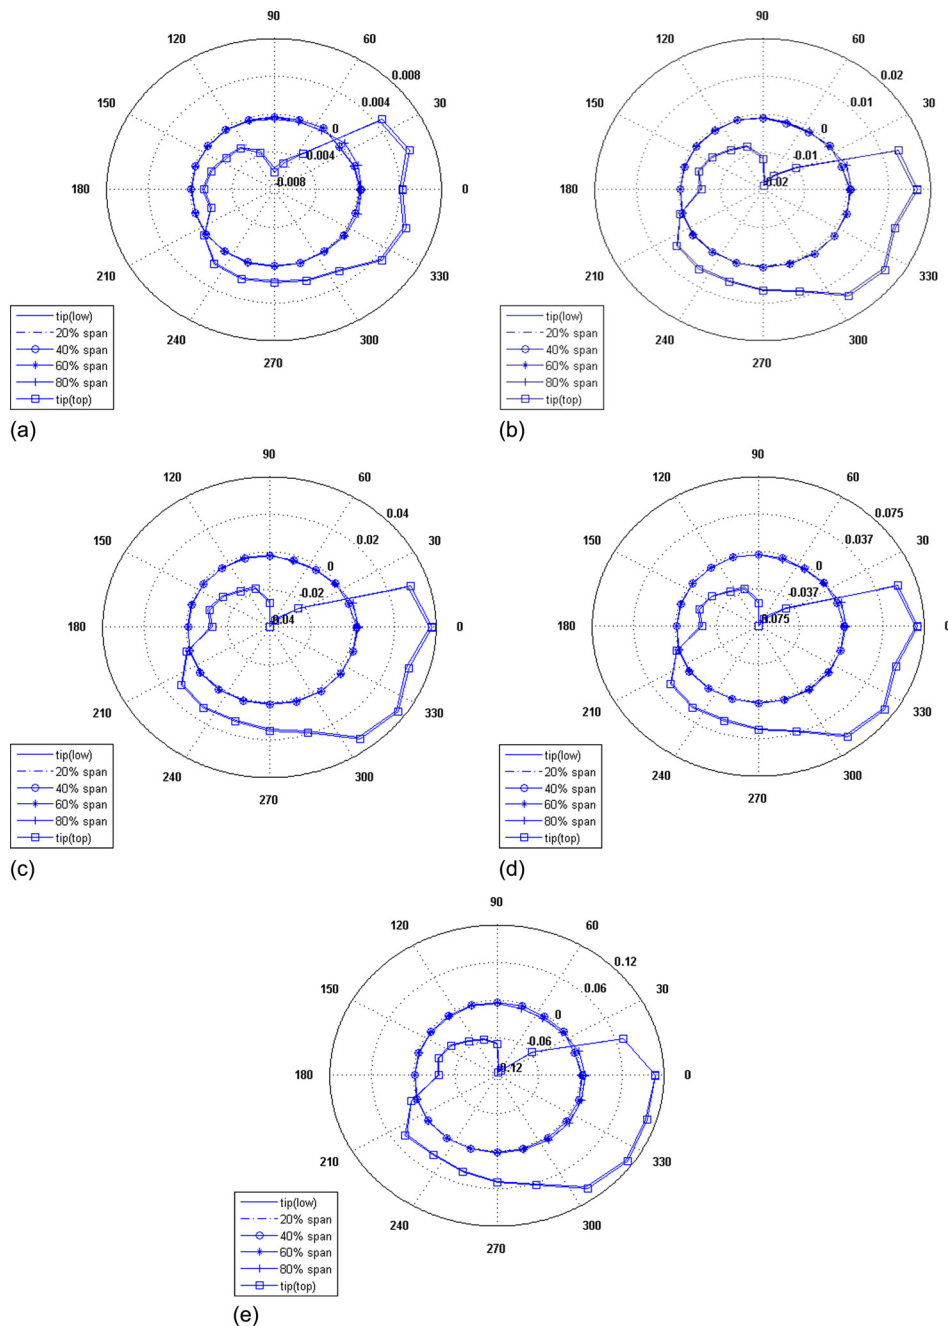 90
120
60
0.008
150
0.004
30
0
-0.004
180
-0.008
0
210
330
240
300
270
tip(low)
20% span
40% span
60% span
80% span
tip(top)
(a)
90
120
60
0.02
150
0.01
30
0
-0.01
180
0.02
0
210
330
240
300
270
tip(low)
20% span
40% span
60% span
80% span
tip(top)
(b)
90
120
60
0.04
150
0.02
30
0
-0.02
180
0.04
0
210
330
240
300
270
tip(low)
20% span
40% span
60% span
80% span
tip(top)
(c)
90
120
60
0.075
150
0.037
30
0
-0.037
180
0.075
0
210
330
240
300
270
tip(low)
20% span
40% span
60% span
80% span
tip(top)
(d)
90
120
60
0.12
150
0.06
30
0
-0.06
180
0.12
0
210
330
240
300
270
tip(low)
20% span
40% span
60% span
80% span
tip(top)
(e)